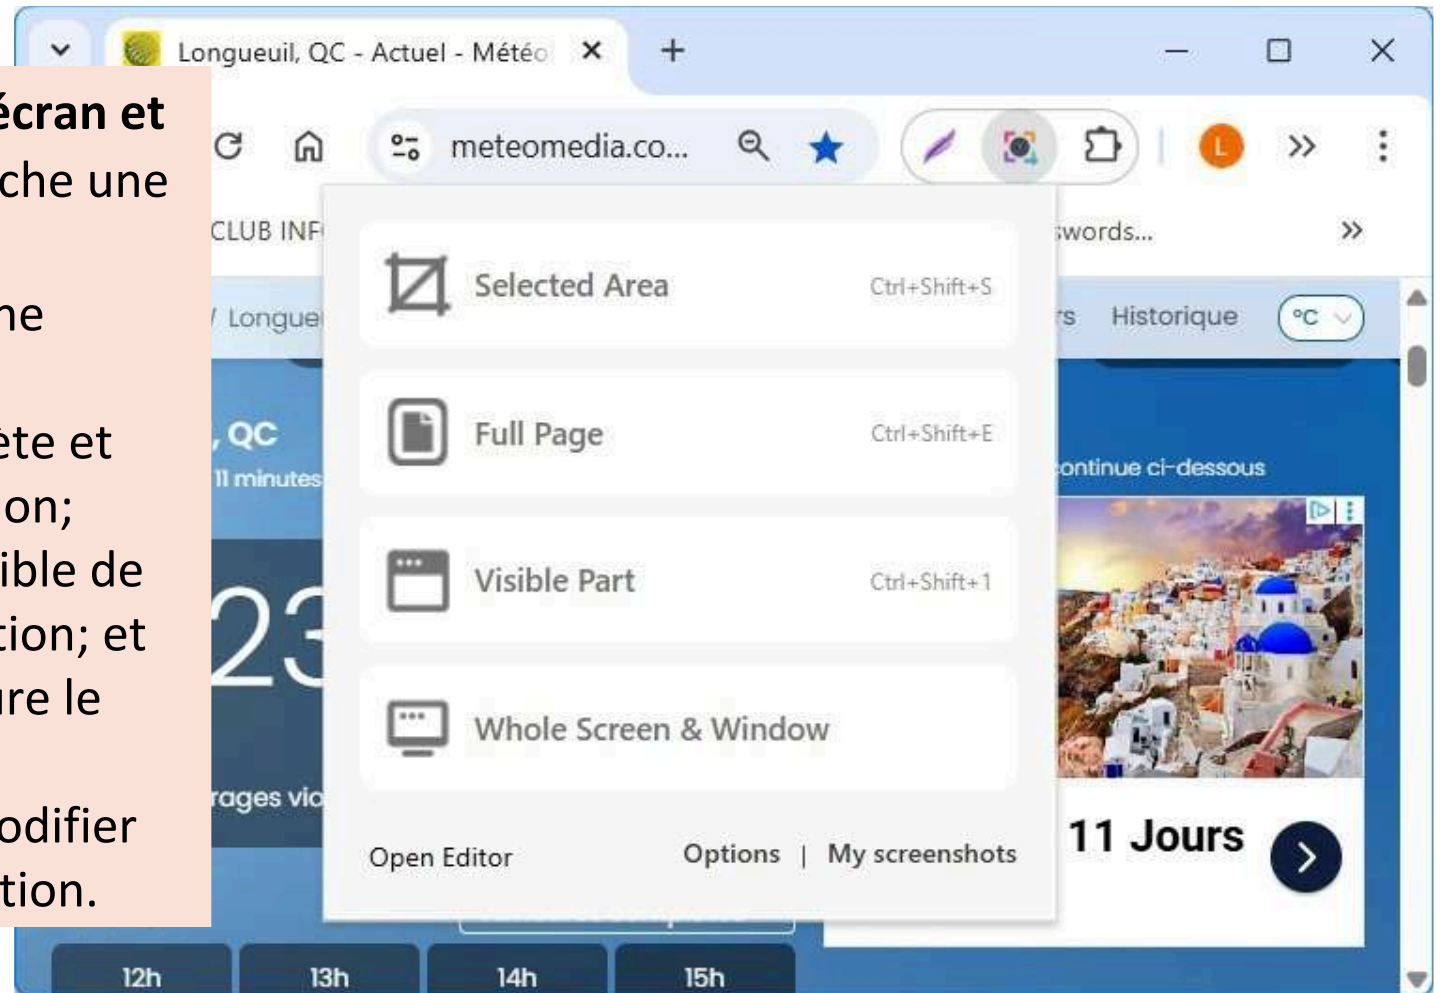 Longueuil, QC - Actuel - Météo
meteomedia.co...
L
écran et
che une
ne
ète et
ion;
ible de
tion; et
ure le
odifier
tion.
CLUB INF
swords...
/ Longue
rs Historique °C
, QC
11 minutes
23
rages vio
Selected Area Ctrl+Shift+S
Full Page Ctrl+Shift+E
Visible Part Ctrl+Shift+1
Whole Screen & Window
Open Editor Options | My screenshots
continue ci-dessous
11 Jours
12h 13h 14h 15h